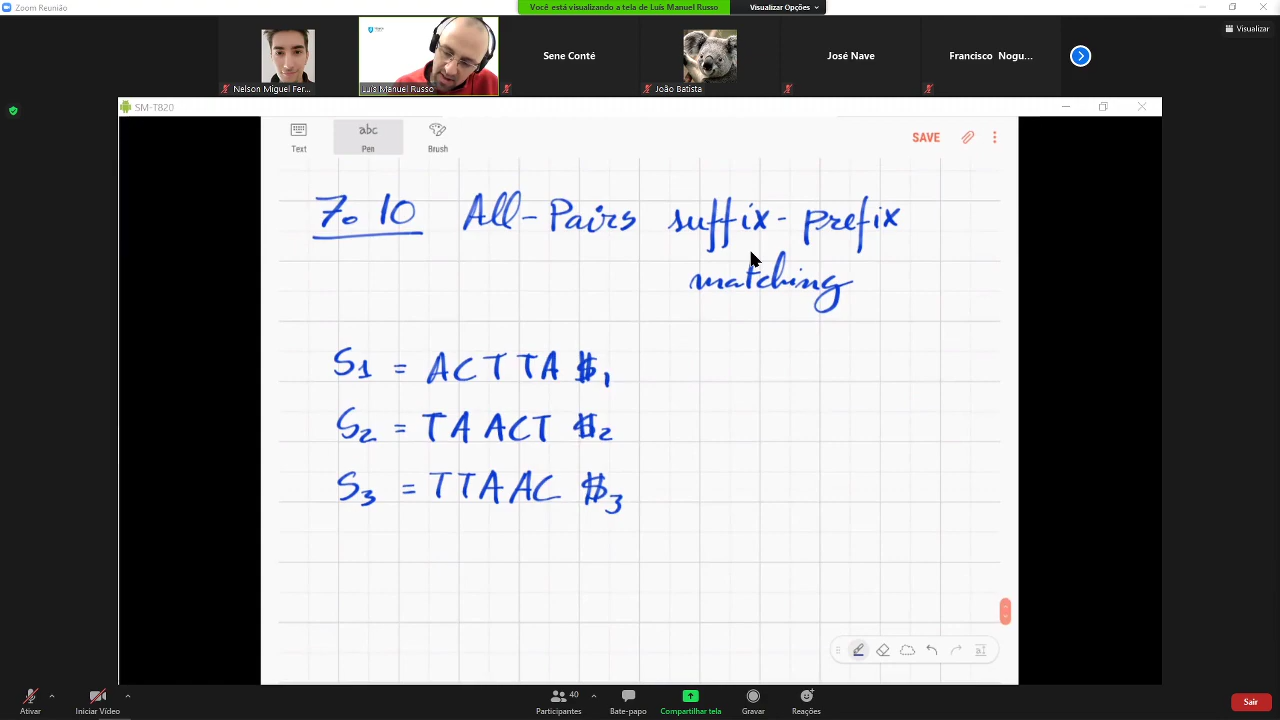 Zoom Reunião
Você está visualizando a tela de Luís Manuel Russo
Visualizar Opções
Visualizar
Nelson Miguel Fer...
Luís Manuel Russo
Sene Conté
João Batista
José Nave
Francisco Nogu...
SM-T820
Text
abc
Pen
Brush
SAVE
7.10 All-Pairs suffix-prefix
matching
S1 = ACTTA $1
S2 = TAACT $2
S3 = TTAAC $3
Ativar
Iniciar Vídeo
40
Participantes
Bate-papo
Compartilhar tela
Gravar
Reações
Sair